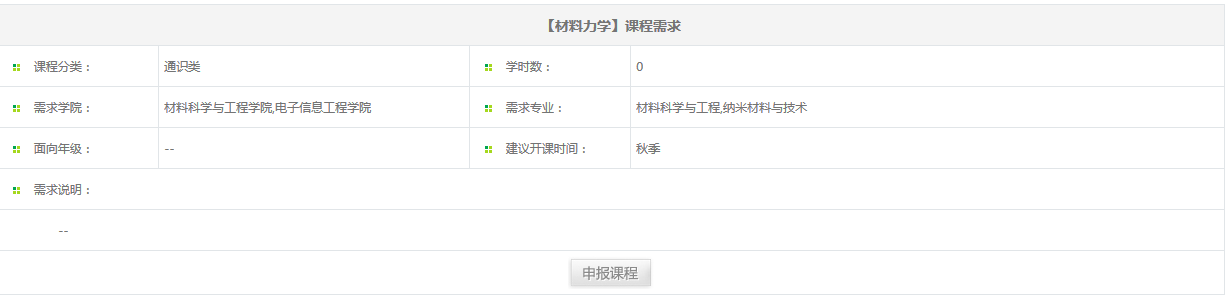 【材料力学】课程需求
课程分类： 通识类 学时数： 0
需求学院： 材料科学与工程学院,电子信息工程学院 需求专业： 材料科学与工程,纳米材料与技术
面向年级： -- 建议开课时间： 秋季
需求说明：
--
申报课程